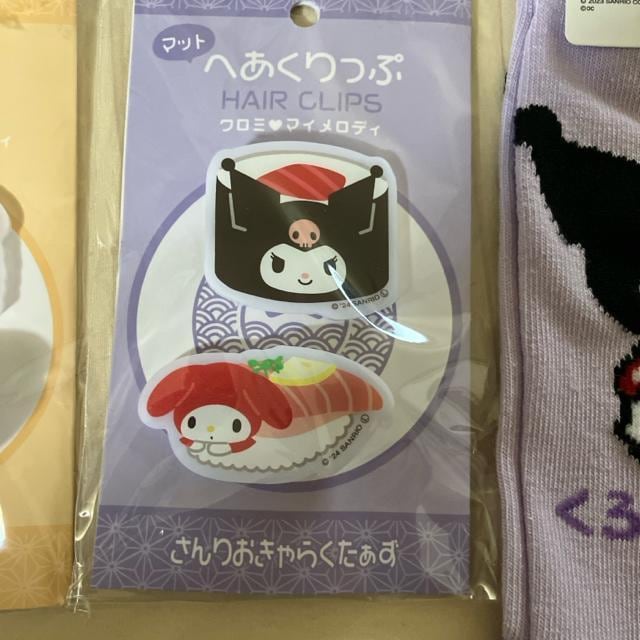 マット
へあくりっぷ
HAIR CLIPS
クロミ♥マイメロディ
©'24 SANRIO Ⓛ
©'24 SANRIO Ⓛ
さんりおきゃらくたぁず
© 2023 SANRIO CO
くろ
ィ